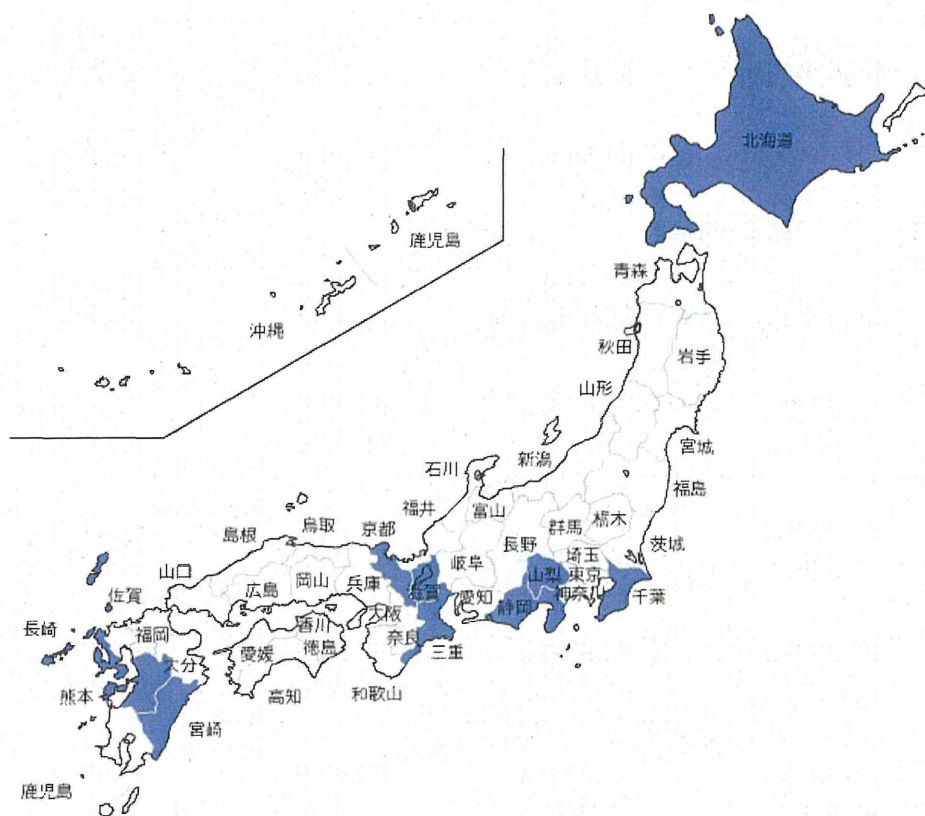 北海道
鹿児島
青森
沖縄
秋田
岩手
山形
宮城
新潟
石川
福島
福井
富山
群馬
栃木
鳥取
京都
島根
長野
茨城
埼玉
岐阜
山梨
東京
山口
岡山
兵庫
滋賀
佐賀
広島
愛知
神奈川
千葉
静岡
大阪
香川
長崎
福岡
奈良
徳島
愛媛
三重
大分
熊本
高知
和歌山
宮崎
鹿児島